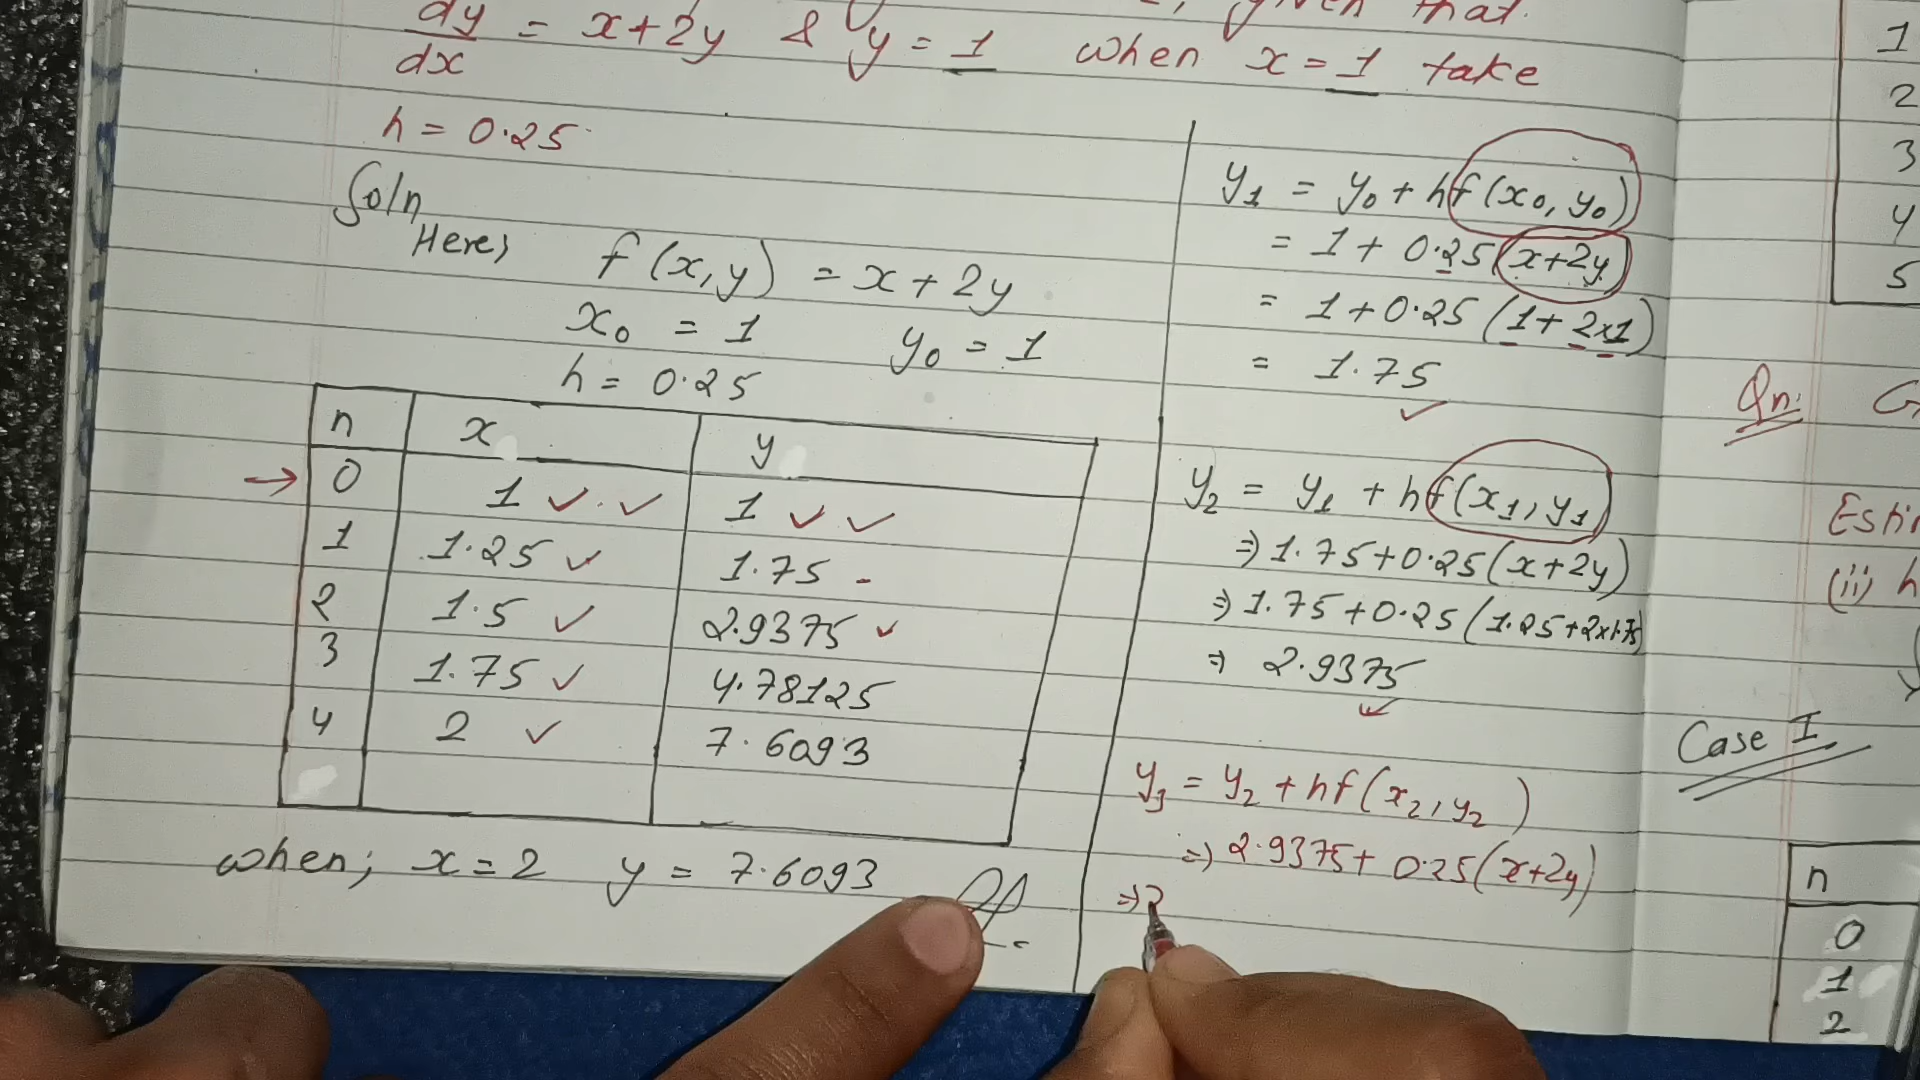 given that
dy/dx = x+2y & y = 1 when x = 1 take
h = 0.25
Soln
Here, f(x,y) = x + 2y
x0 = 1 y0 = 1
h = 0.25
n x y
0 1 1
1 1.25 1.75
2 1.5 2.9375
3 1.75 4.78125
4 2 7.6093
when; x = 2 y = 7.6093
y1 = y0 + hf(x0, y0)
= 1 + 0.25(x+2y)
= 1 + 0.25(1 + 2×1)
= 1.75
y2 = y1 + hf(x1, y1)
⇒ 1.75 + 0.25(x+2y)
⇒ 1.75 + 0.25(1.25+2×1.75)
⇒ 2.9375
y3 = y2 + hf(x2, y2)
⇒ 2.9375 + 0.25(x+2y)
⇒ 2
1
2
3
4
5
Qn:
(ii) h
Case I
n
0
1
2